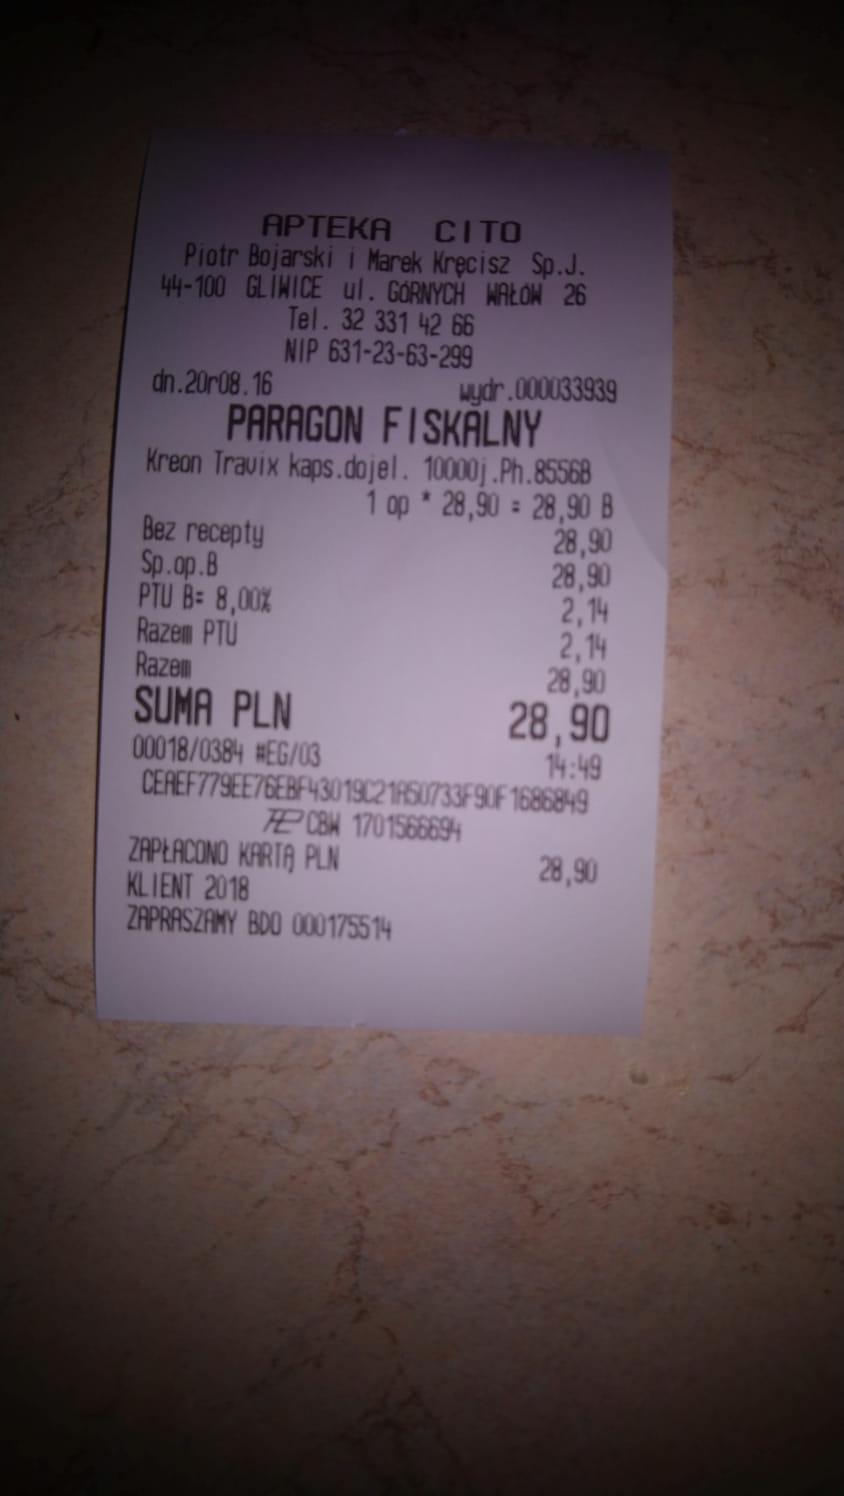 APTEKA CITO
Piotr Bojarski i Marek Kręcisz Sp.J.
44-100 GLIWICE ul. GÓRNYCH WAŁÓW 26
Tel. 32 331 42 66
NIP 631-23-63-299
dn.20r08.16 wydr.000033939
PARAGON FISKALNY
Kreon Travix kaps.dojel. 10000j.Ph.85568
1 op * 28,90 = 28,90 B
Bez recepty 28,90
Sp.op.B 28,90
PTU B= 8,00% 2,14
Razem PTU 2,14
Razem 28,90
SUMA PLN 28,90
00018/0384 #EG/03 14:49
CEAEF779EE76EBF43019C21A50733F90F1686849
CBW 1701566694
ZAPŁACONO KARTĄ PLN 28,90
KLIENT 2018
ZAPRASZAMY BDO 000175514